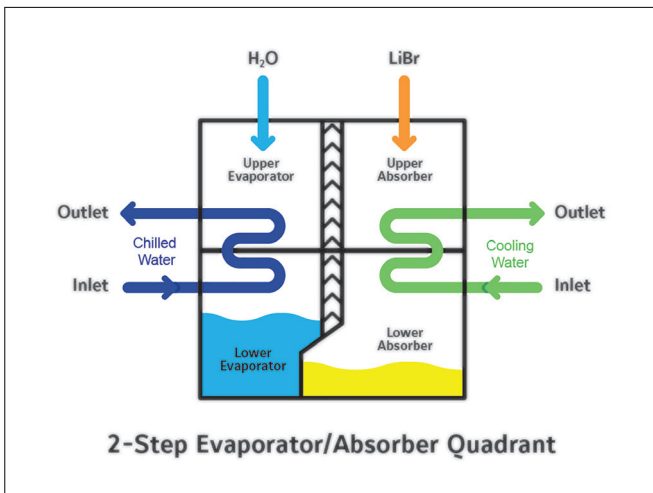 H₂O
LiBr
Upper
Evaporator
Upper
Absorber
Outlet
Outlet
Chilled
Water
Cooling
Water
Inlet
Inlet
Lower
Evaporator
Lower
Absorber
2-Step Evaporator/Absorber Quadrant